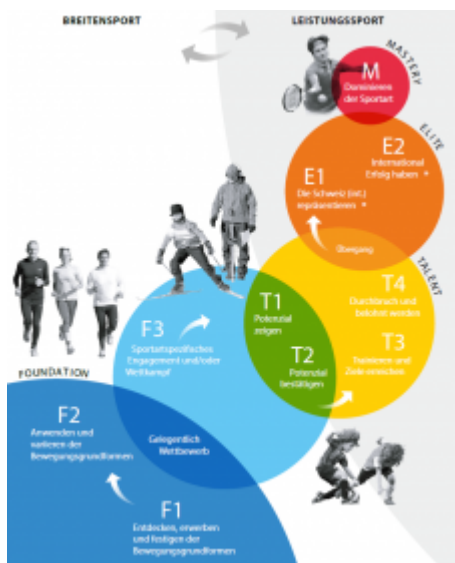 BREITENSPORT
LEISTUNGSSPORT
MASTERY
M
Dominieren
der Sportart
ELITE
E2
International
Erfolg haben *
E1
Die Schweiz (int.)
repräsentieren *
Übergang
TALENT
T4
Durchbruch und
belohnt werden
T1
Potenzial
zeigen
T3
Trainieren und
Ziele erreichen
T2
Potenzial
bestätigen
F3
Sportartspezifisches
Engagement und/oder
Wettkampf
FOUNDATION
F2
Anwenden und
variieren der
Bewegungsgrundformen
Gelegentlich
Wettbewerb
F1
Entdecken, erwerben
und festigen der
Bewegungsgrundformen